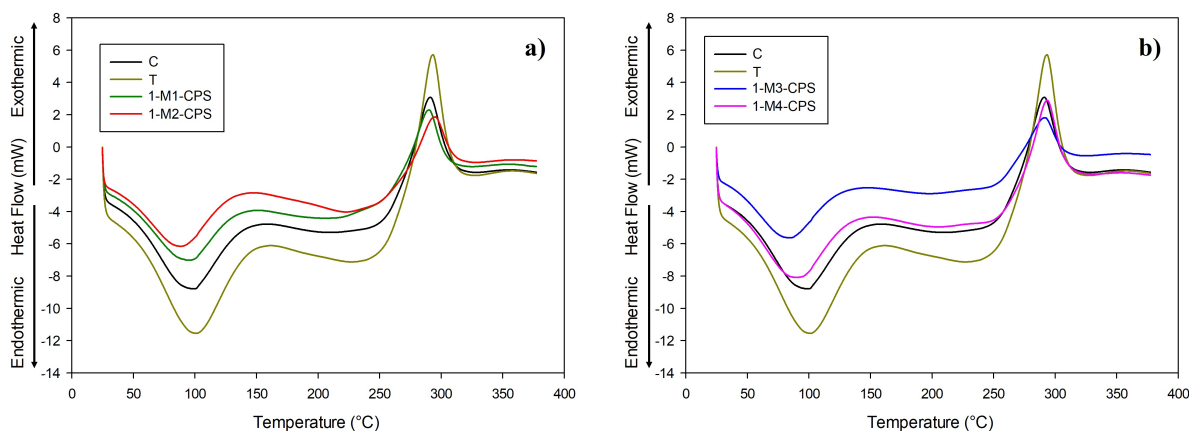 a)
C
T
1-M1-CPS
1-M2-CPS
Exothermic
Heat Flow (mW)
Endothermic
8
6
4
2
0
-2
-4
-6
-8
-10
-12
-14
0
50
100
150
200
250
300
350
400
Temperature (°C)
b)
C
T
1-M3-CPS
1-M4-CPS
Exothermic
Heat Flow (mW)
Endothermic
8
6
4
2
0
-2
-4
-6
-8
-10
-12
-14
0
50
100
150
200
250
300
350
400
Temperature (°C)